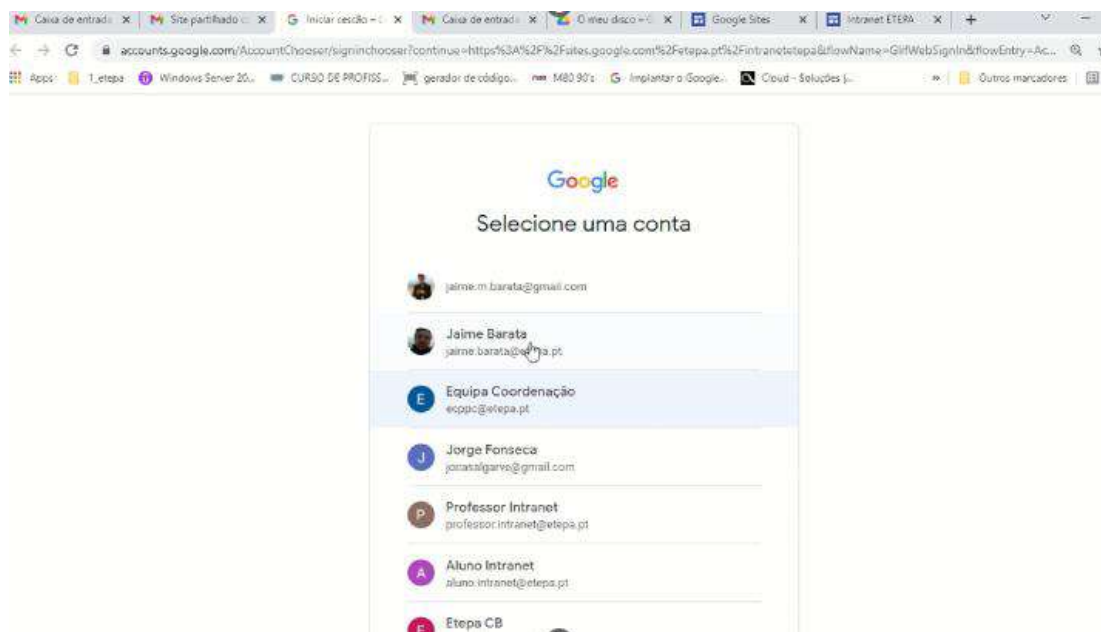 Caixa de entrada × Site partilhado × Iniciar cessão – × Caixa de entrada × O meu disco – × Google Sites × Intranet ETEPA × +
accounts.google.com/AccountChooser/signinchooser?continue=https%3A%2F%2Fsites.google.com%2Fetepa.pt%2Fintranetetepa&flowName=GlifWebSignIn&flowEntry=Ac...
Apps 1_etepa Windows Server 20... CURSO DE PROFISS... gerador de código... M80 90's Implantar o Google... Cloud - Soluções »
Outros marcadores
Google
Selecione uma conta
jaime.m.barata@gmail.com
Jaime Barata
Equipa Coordenação
ecppc@etepa.pt
Jorge Fonseca
jonasalgarve@gmail.com
P Professor Intranet
professor.intranet@etepa.pt
A Aluno Intranet
aluno.intranet@etepa.pt
Etepa CB